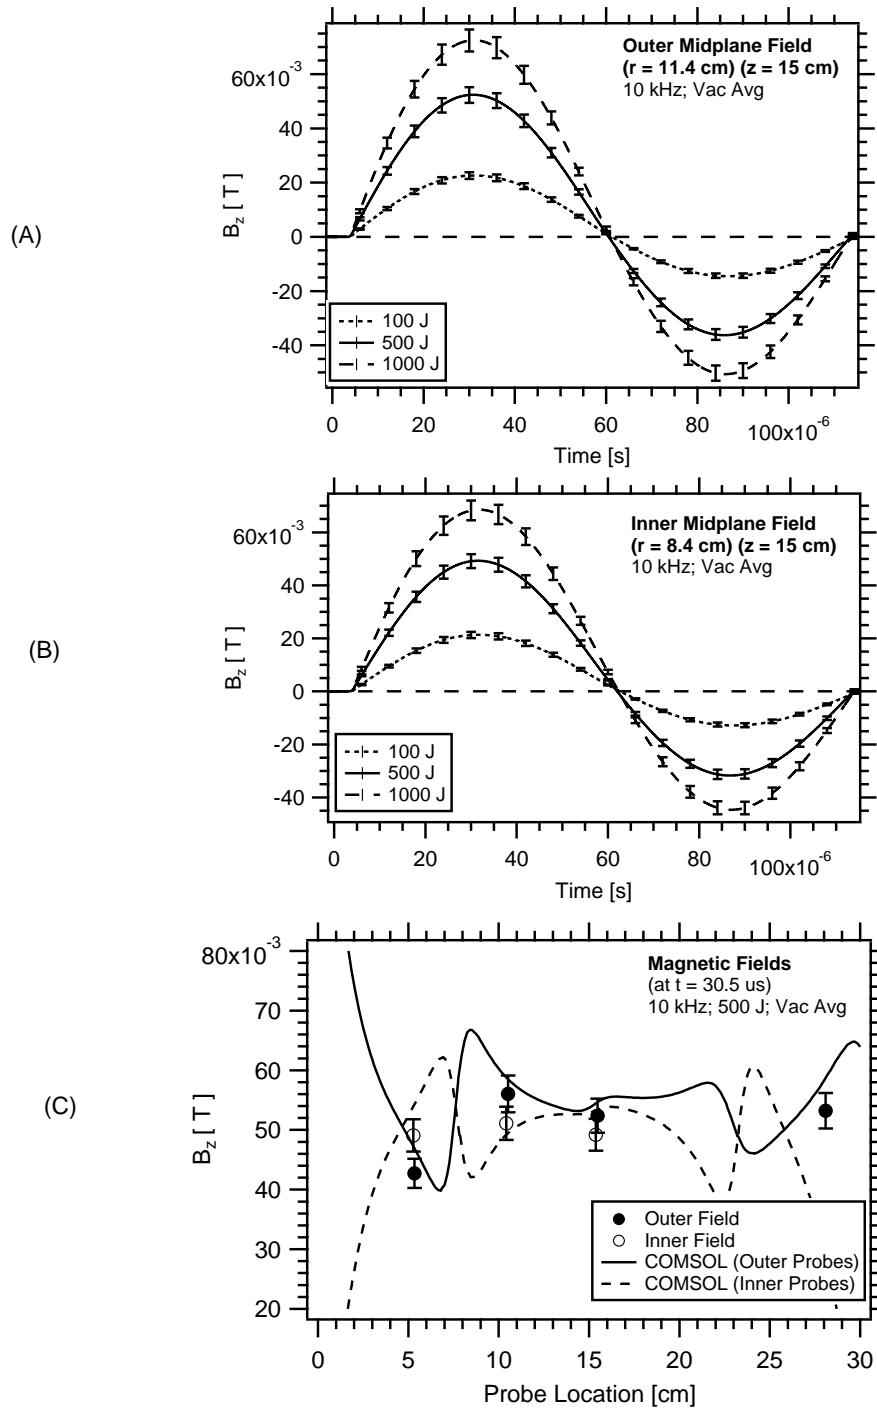 (A)
Outer Midplane Field
(r = 11.4 cm) (z = 15 cm)
10 kHz; Vac Avg
60x10⁻³
40
20
0
-20
-40
B_z [ T ]
100 J
500 J
1000 J
0 20 40 60 80 100x10⁻⁶
Time [s]
(B)
Inner Midplane Field
(r = 8.4 cm) (z = 15 cm)
10 kHz; Vac Avg
60x10⁻³
40
20
0
-20
-40
B_z [ T ]
100 J
500 J
1000 J
0 20 40 60 80 100x10⁻⁶
Time [s]
(C)
Magnetic Fields
(at t = 30.5 us)
10 kHz; 500 J; Vac Avg
80x10⁻³
70
60
50
40
30
20
B_z [ T ]
Outer Field
Inner Field
COMSOL (Outer Probes)
COMSOL (Inner Probes)
0 5 10 15 20 25 30
Probe Location [cm]